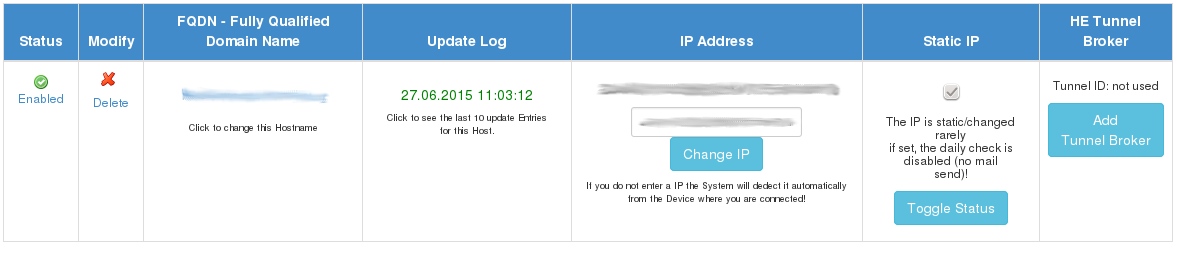 Status
Modify
FQDN - Fully Qualified
Domain Name
Update Log
IP Address
Static IP
HE Tunnel
Broker
Enabled
Delete
Click to change this Hostname
27.06.2015 11:03:12
Click to see the last 10 update Entries
for this Host.
Change IP
If you do not enter a IP the System will dedect it automatically
from the Device where you are connected!
The IP is static/changed
rarely
if set, the daily check is
disabled (no mail
send)!
Toggle Status
Tunnel ID: not used
Add
Tunnel Broker